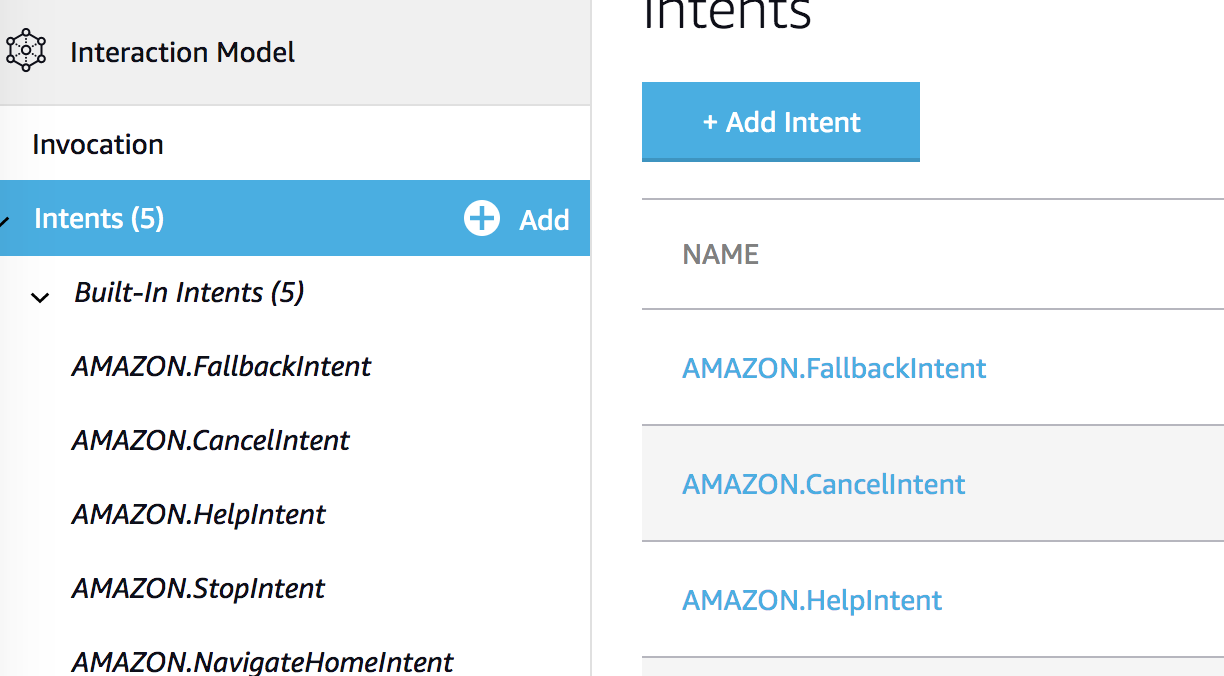 Interaction Model
Invocation
Intents (5)
Add
Built-In Intents (5)
AMAZON.FallbackIntent
AMAZON.CancelIntent
AMAZON.HelpIntent
AMAZON.StopIntent
AMAZON.NavigateHomeIntent
Intents
+ Add Intent
NAME
AMAZON.FallbackIntent
AMAZON.CancelIntent
AMAZON.HelpIntent